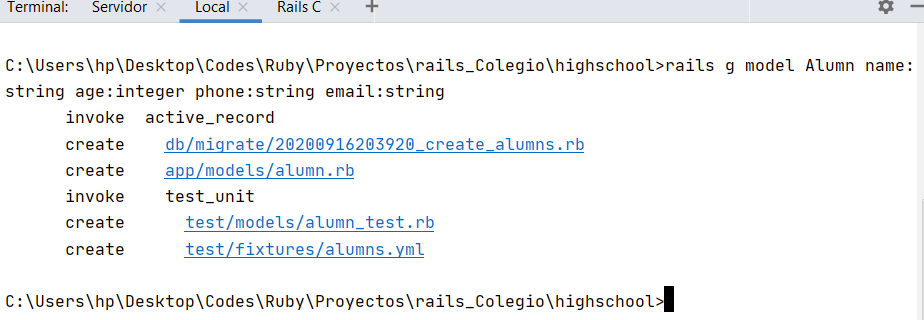 Terminal: Servidor × Local × Rails C × +
C:\Users\hp\Desktop\Codes\Ruby\Proyectos\rails_Colegio\highschool>rails g model Alumn name:
string age:integer phone:string email:string
invoke active_record
create db/migrate/20200916203920_create_alumns.rb
create app/models/alumn.rb
invoke test_unit
create test/models/alumn_test.rb
create test/fixtures/alumns.yml
C:\Users\hp\Desktop\Codes\Ruby\Proyectos\rails_Colegio\highschool>